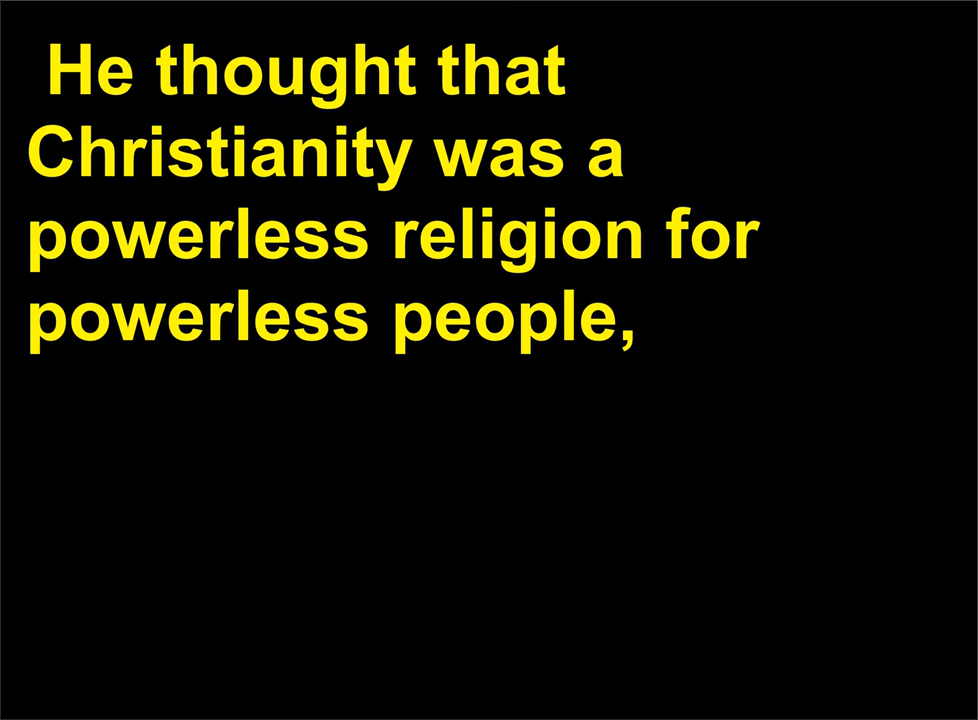 He thought that
Christianity was a
powerless religion for
powerless people,